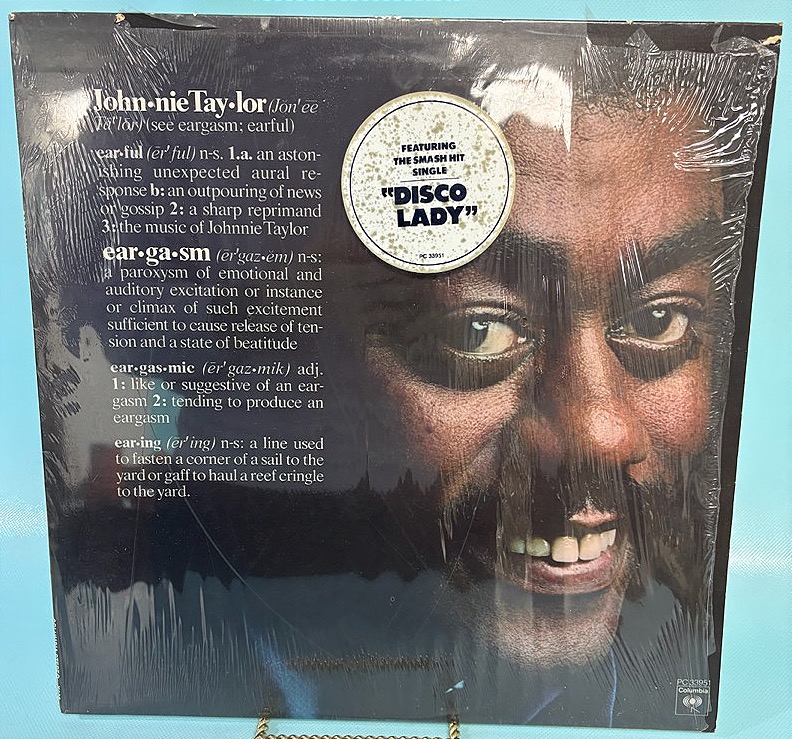 John•nie Tay•lor (Jon'ee
Tā'lôr) (see eargasm; earful)
ear•ful (ēr'ful) n-s. 1.a. an aston-
ishing unexpected aural re-
sponse b: an outpouring of news
or gossip 2: a sharp reprimand
3: the music of Johnnie Taylor
ear•ga•sm (ēr'gaz•ĕm) n-s:
a paroxysm of emotional and
auditory excitation or instance
or climax of such excitement
sufficient to cause release of ten-
sion and a state of beatitude
ear•gas•mic (ēr'gaz•mik) adj.
1: like or suggestive of an ear-
gasm 2: tending to produce an
eargasm
ear•ing (ēr'ing) n-s: a line used
to fasten a corner of a sail to the
yard or gaff to haul a reef cringle
to the yard.
FEATURING
THE SMASH HIT
SINGLE
"DISCO
LADY"
PC 33951
PC 33951
Columbia